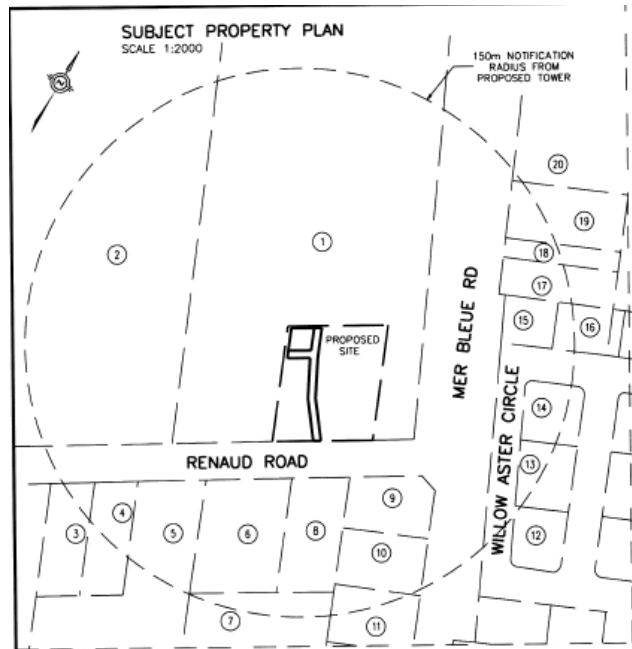 SUBJECT PROPERTY PLAN
SCALE 1:2000
150m NOTIFICATION
RADIUS FROM
PROPOSED TOWER
N
20
19
1
2
18
17
MER BLEUE RD
15
16
PROPOSED
SITE
WILLOW ASTER CIRCLE
14
RENAUD ROAD
13
9
3
4
5
6
8
12
10
7
11